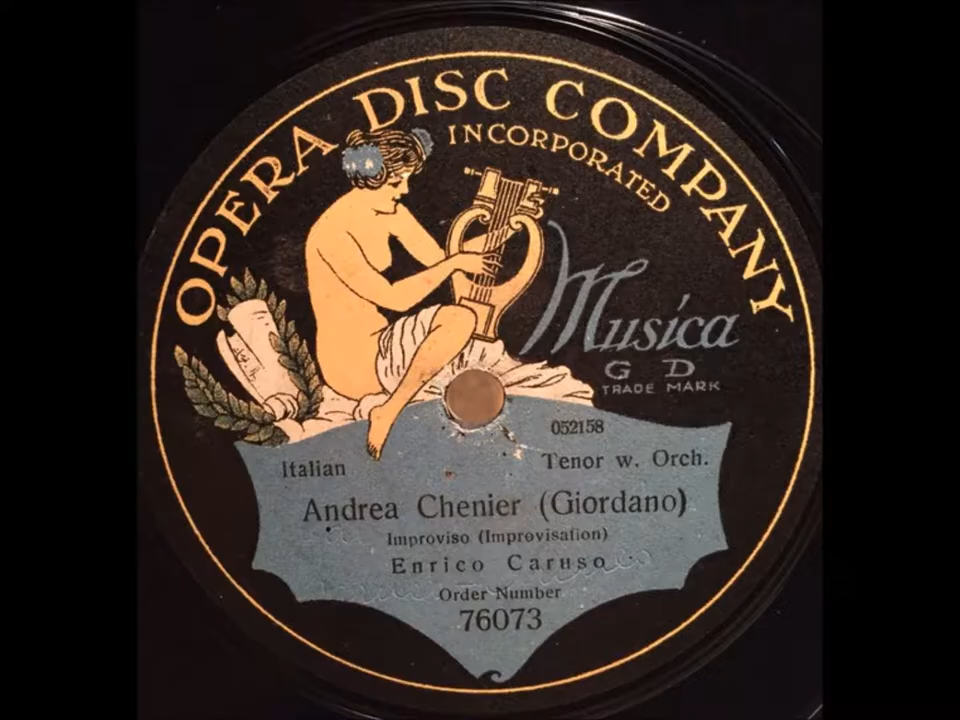 OPERA DISC COMPANY
INCORPORATED
Musica
G D
TRADE MARK
052158
Italian Tenor w. Orch.
Andrea Chenier (Giordano)
Improviso (Improvisation)
Enrico Caruso
Order Number
76073